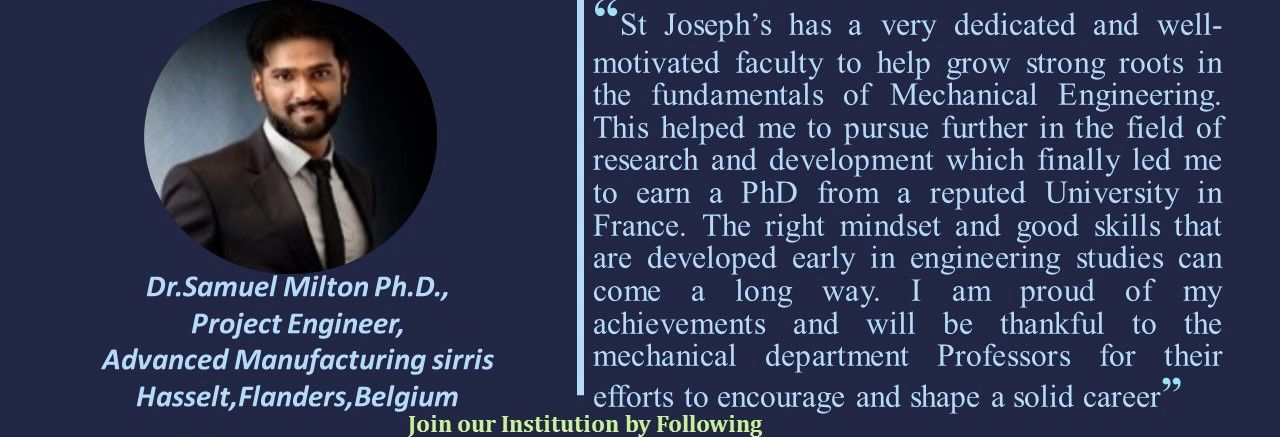 Dr.Samuel Milton Ph.D.,
Project Engineer,
Advanced Manufacturing sirris
Hasselt,Flanders,Belgium
“St Joseph’s has a very dedicated and well-
motivated faculty to help grow strong roots in
the fundamentals of Mechanical Engineering.
This helped me to pursue further in the field of
research and development which finally led me
to earn a PhD from a reputed University in
France. The right mindset and good skills that
are developed early in engineering studies can
come a long way. I am proud of my
achievements and will be thankful to the
mechanical department Professors for their
efforts to encourage and shape a solid career”
Join our Institution by Following